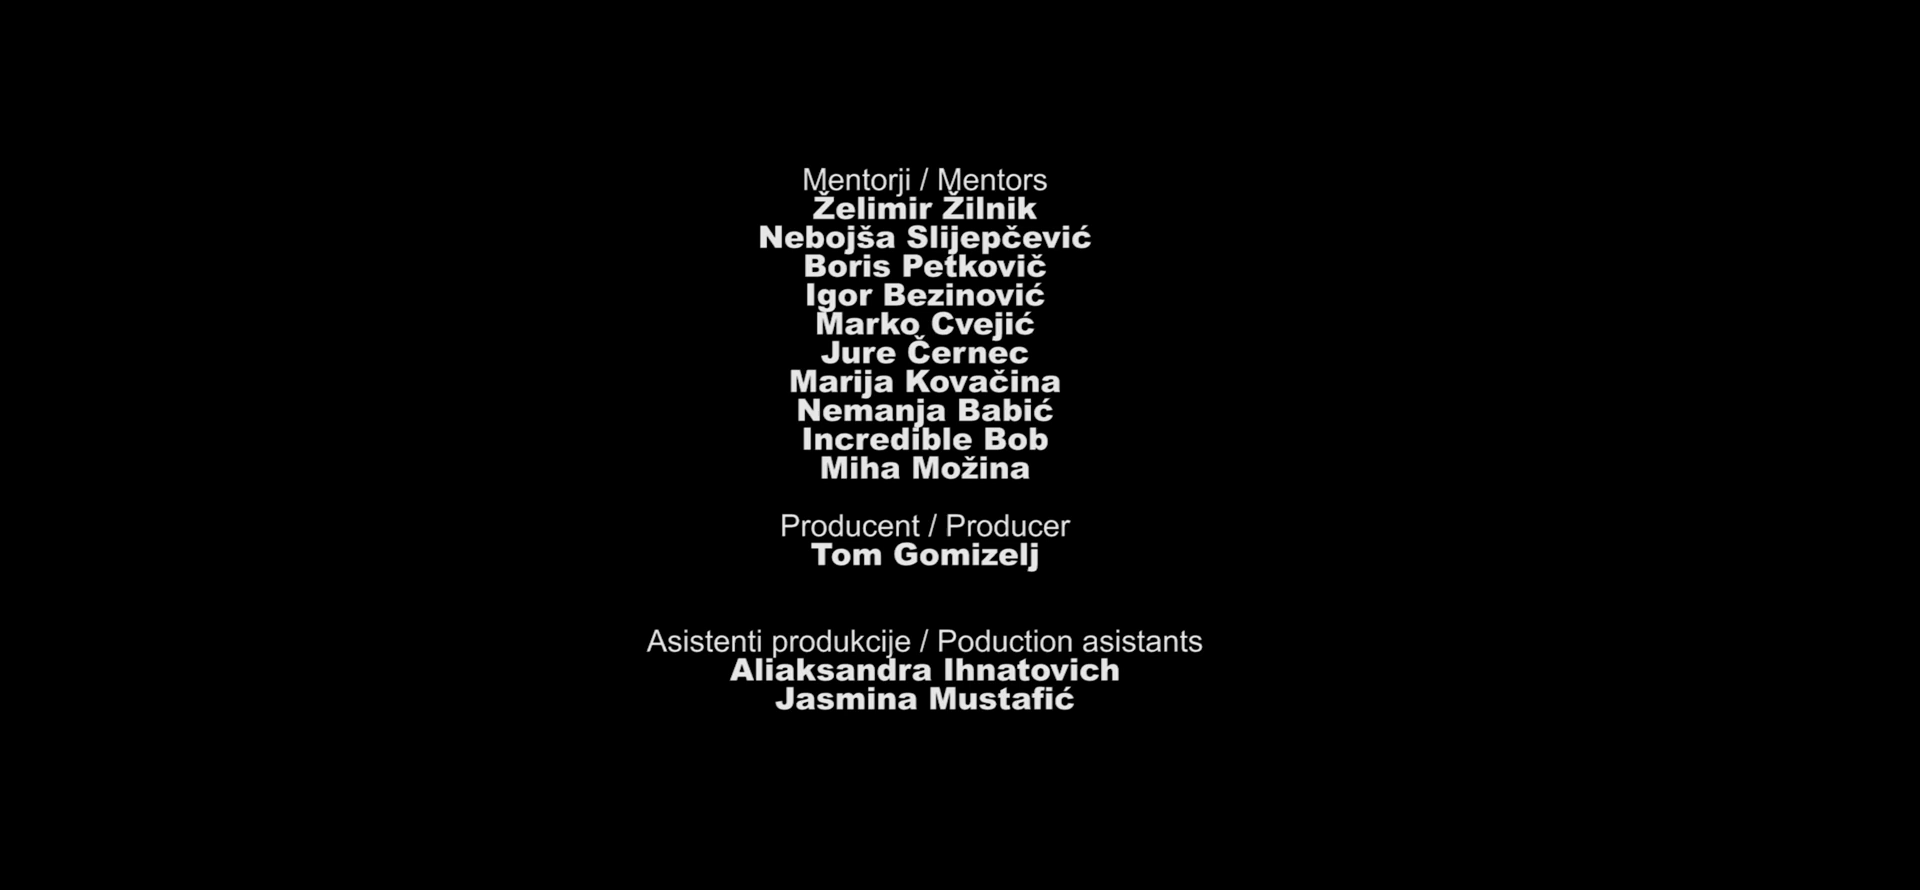 Mentorji / Mentors
Želimir Žilnik
Nebojša Slijepčević
Boris Petkovič
Igor Bezinović
Marko Cvejić
Jure Černec
Marija Kovačina
Nemanja Babić
Incredible Bob
Miha Možina
Producent / Producer
Tom Gomizelj
Asistenti produkcije / Poduction asistants
Aliaksandra Ihnatovich
Jasmina Mustafić